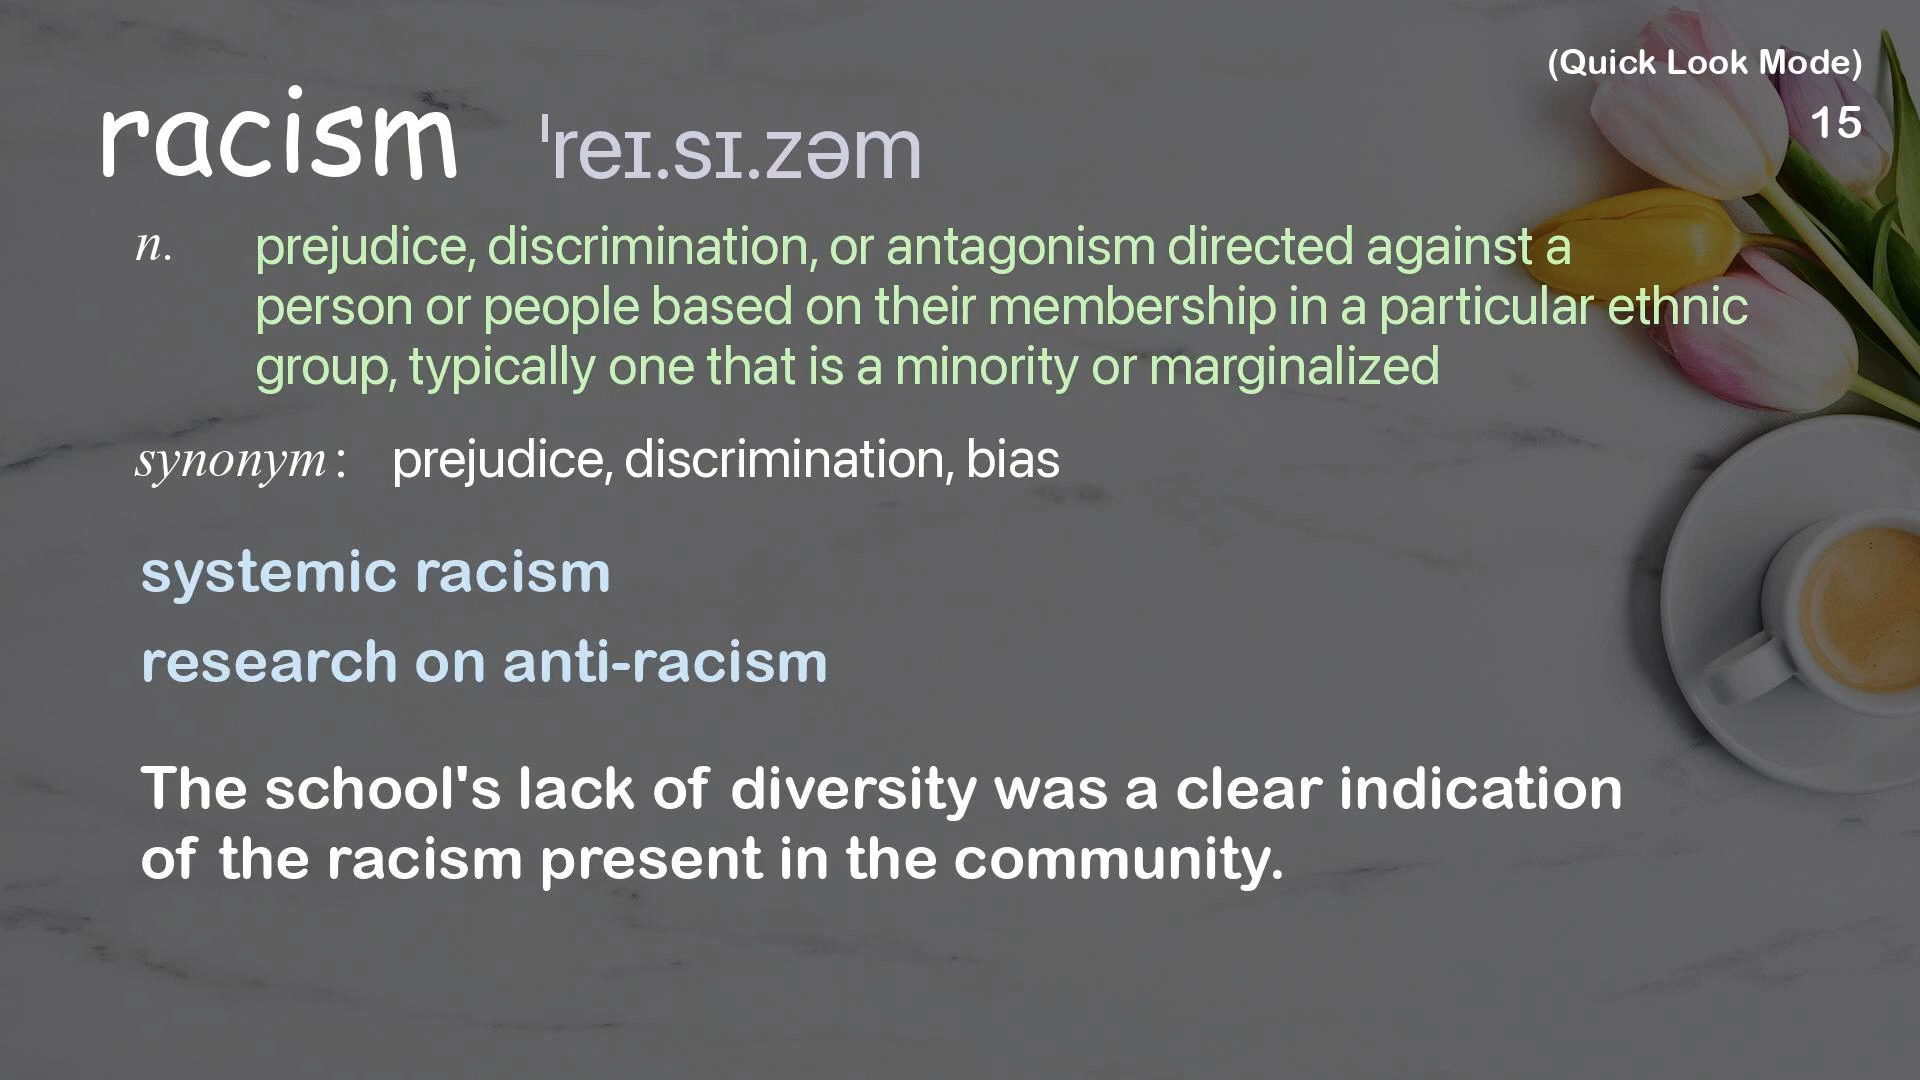 (Quick Look Mode)
15
racism ˈreɪ.sɪ.zəm
n. prejudice, discrimination, or antagonism directed against a
person or people based on their membership in a particular ethnic
group, typically one that is a minority or marginalized
synonym: prejudice, discrimination, bias
systemic racism
research on anti-racism
The school's lack of diversity was a clear indication
of the racism present in the community.